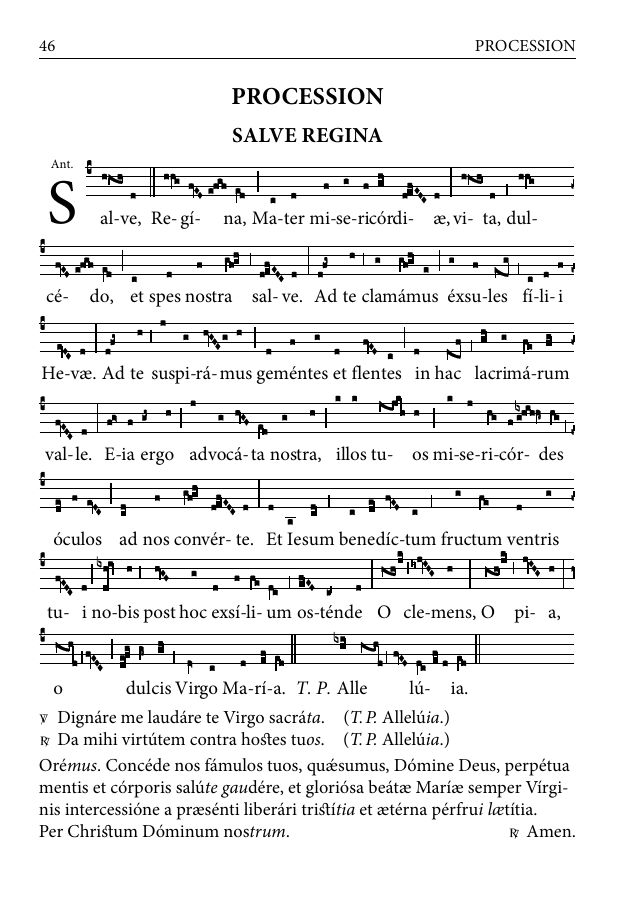 46 PROCESSION
PROCESSION
SALVE REGINA
Ant.
Sal-ve, Re-gí- na, Ma-ter mi-se-ricórdi- æ, vi- ta, dul-
cé- do, et spes nostra sal- ve. Ad te clamámus éxsu-les fí-li-i
He-væ. Ad te suspi-rá-mus geméntes et flentes in hac lacrimá-rum
val-le. E-ia ergo advocá-ta nostra, illos tu- os mi-se-ri-cór- des
óculos ad nos convér- te. Et Iesum benedíc-tum fructum ventris
tu- i no-bis post hoc exsí-li- um os-ténde O cle-mens, O pi- a,
o dulcis Virgo Ma-rí-a. T. P. Alle lú- ia.
℣ Dignáre me laudáre te Virgo sacráta. (T. P. Allelúia.)
℟ Da mihi virtútem contra hostes tuos. (T. P. Allelúia.)
Orémus. Concéde nos fámulos tuos, quǽsumus, Dómine Deus, perpétua
mentis et córporis salúte gaudére, et gloriósa beátæ Maríæ semper Vírgi-
nis intercessióne a præsénti liberári tristítia et ætérna pérfrui lætítia.
Per Christum Dóminum nostrum. ℟ Amen.